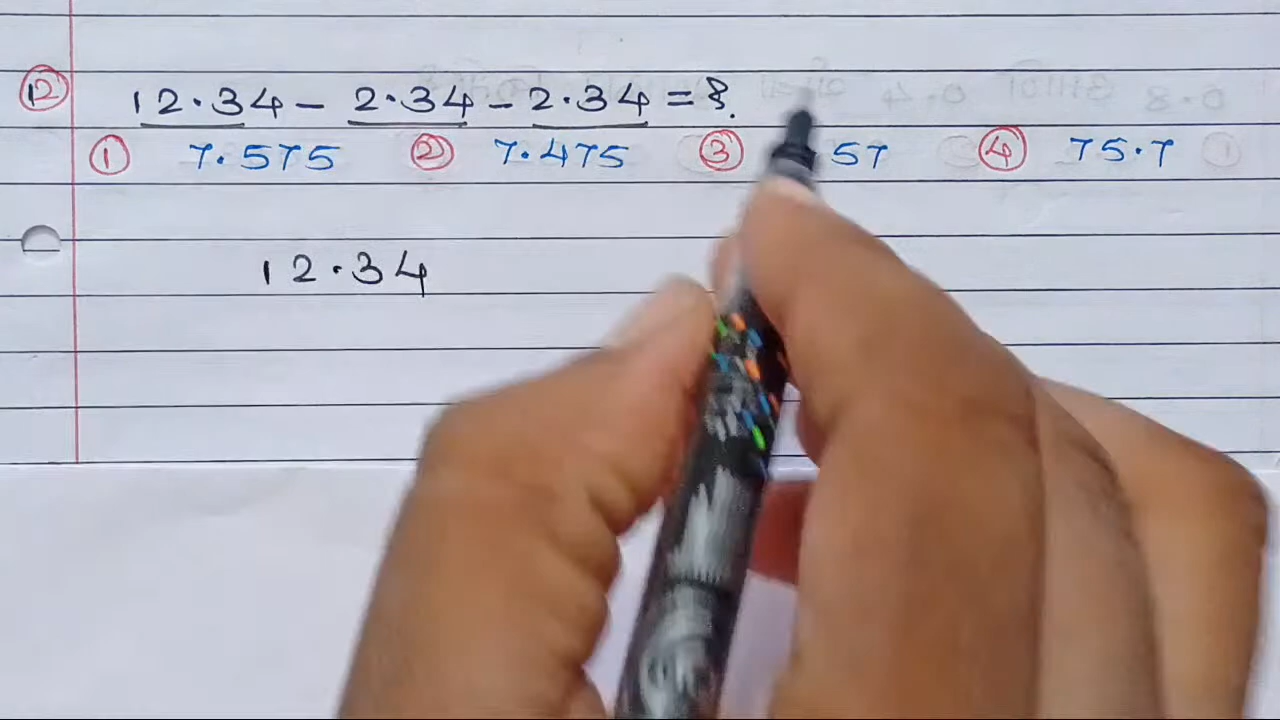 12 12.34 - 2.34 - 2.34 = ?
1 7.575 2 7.475 3 57 4 75.7
12.34